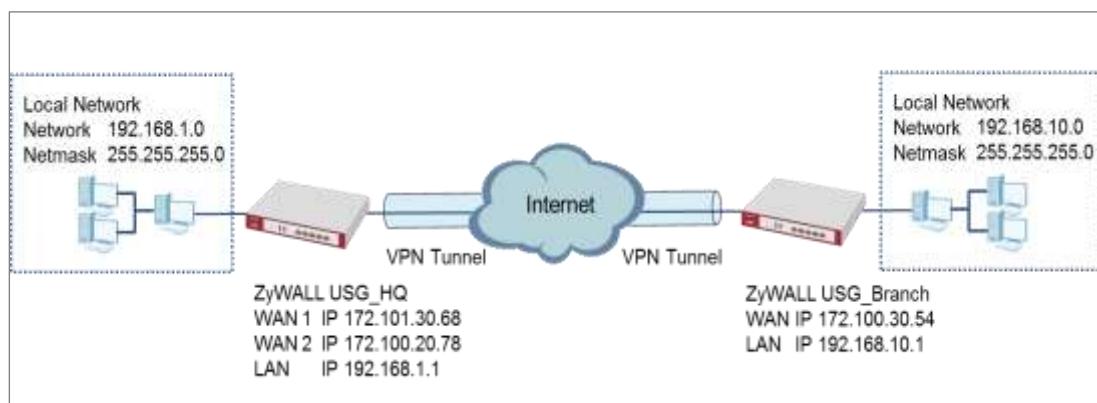 Local Network
Network 192.168.1.0
Netmask 255.255.255.0
Internet
VPN Tunnel
VPN Tunnel
Local Network
Network 192.168.10.0
Netmask 255.255.255.0
ZyWALL USG_HQ
WAN 1 IP 172.101.30.68
WAN 2 IP 172.100.20.78
LAN IP 192.168.1.1
ZyWALL USG_Branch
WAN IP 172.100.30.54
LAN IP 192.168.10.1